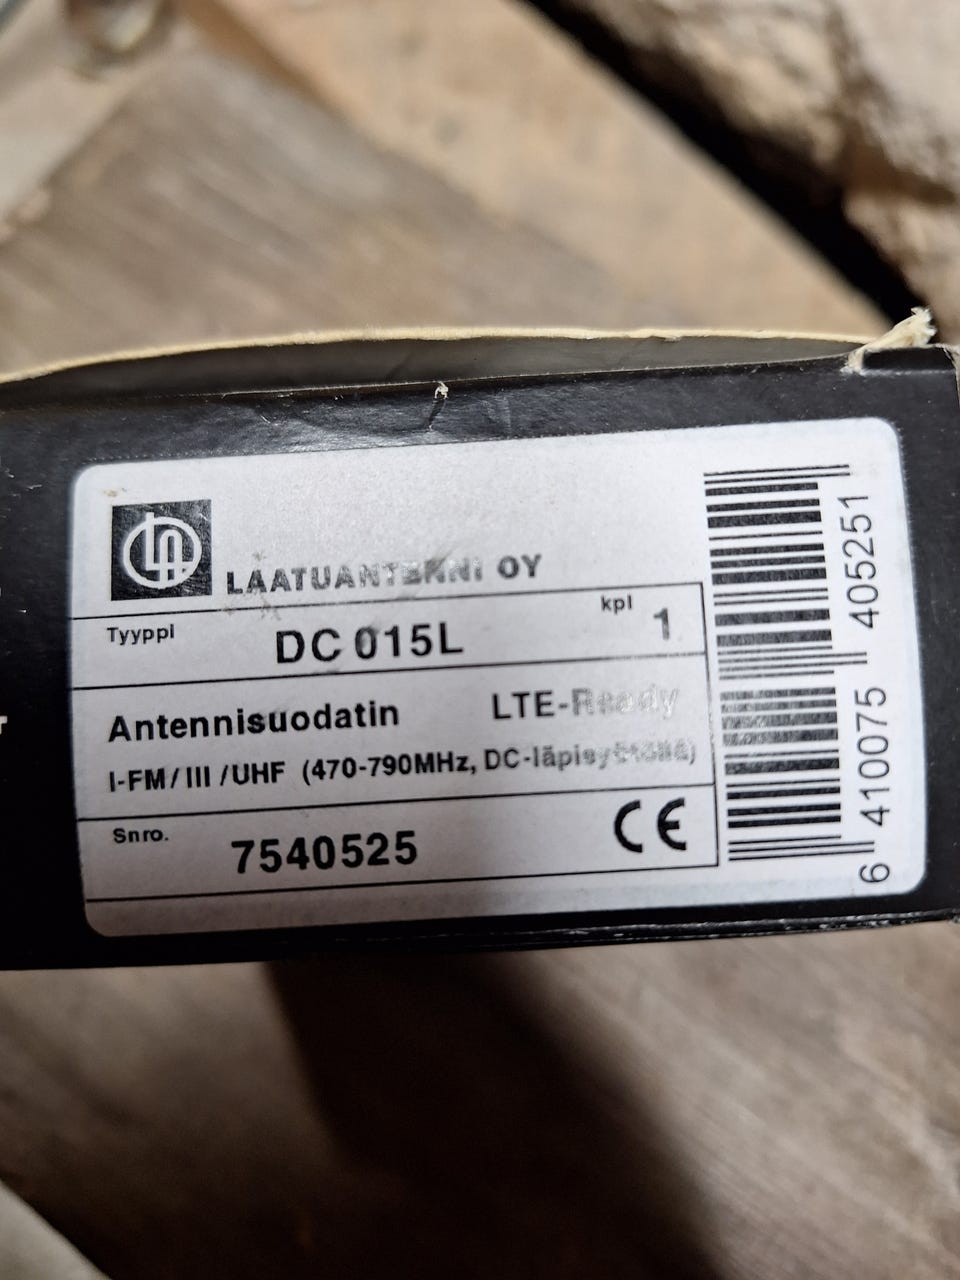 LAATUANTENNI OY
Tyyppi DC 015L kpl 1
Antennisuodatin LTE-Ready
I-FM/III/UHF (470-790MHz, DC-läpisyötöllä)
Snro. 7540525 CE
6 410075 405251